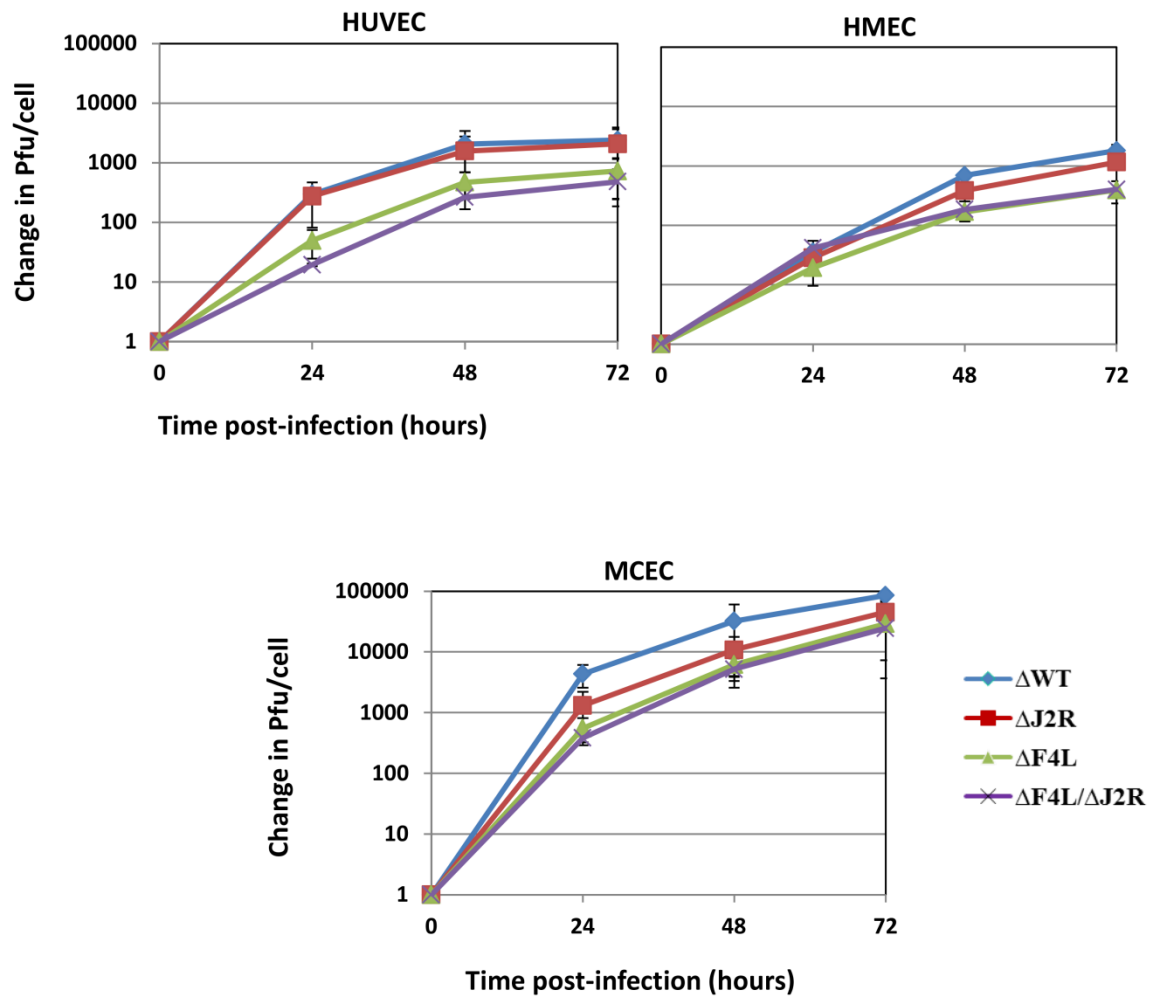 HUVEC
HMEC
Change in Pfu/cell
100000
10000
1000
100
10
1
0 24 48 72
0 24 48 72
Time post-infection (hours)
MCEC
Change in Pfu/cell
100000
10000
1000
100
10
1
0 24 48 72
Time post-infection (hours)
ΔWT
ΔJ2R
ΔF4L
ΔF4L/ΔJ2R